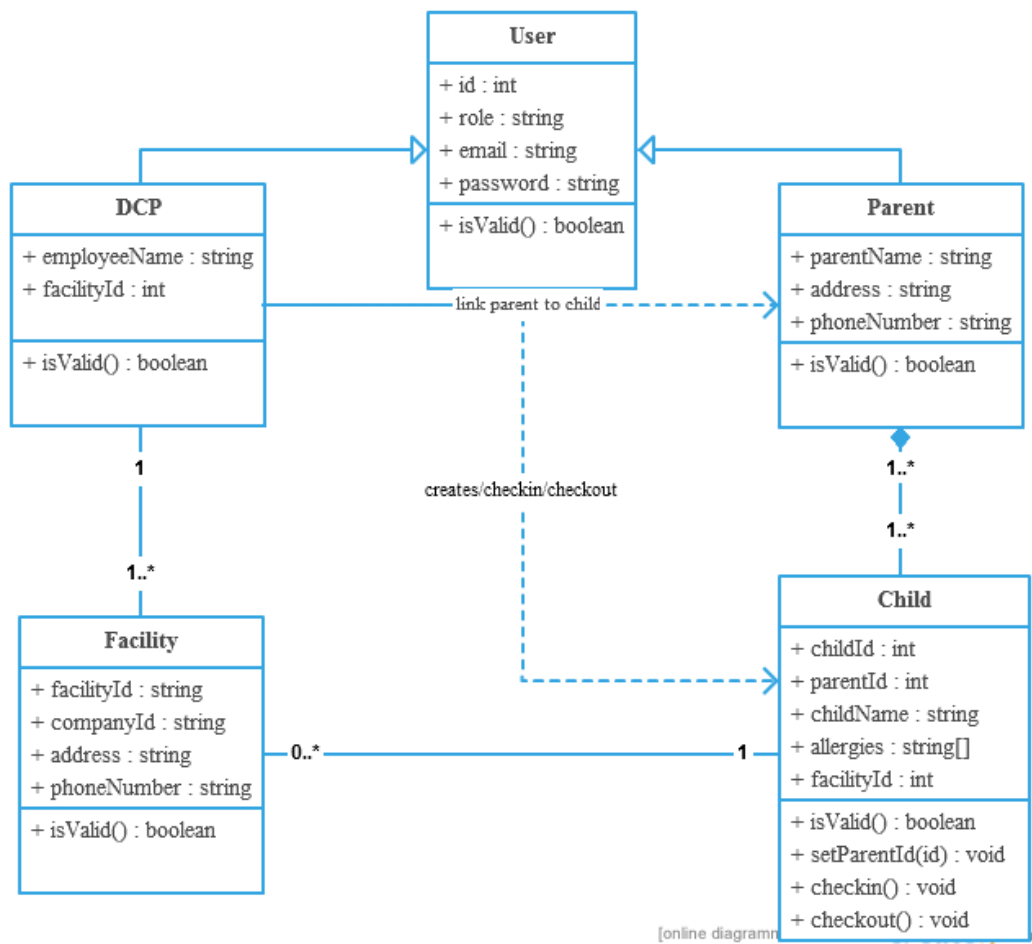 User
+ id : int
+ role : string
+ email : string
+ password : string
+ isValid() : boolean
DCP
+ employeeName : string
+ facilityId : int
+ isValid() : boolean
link parent to child
Parent
+ parentName : string
+ address : string
+ phoneNumber : string
+ isValid() : boolean
1
1..*
creates/checkin/checkout
1..*
1..*
Facility
+ facilityId : string
+ companyId : string
+ address : string
+ phoneNumber : string
+ isValid() : boolean
0..*
1
Child
+ childId : int
+ parentId : int
+ childName : string
+ allergies : string[]
+ facilityId : int
+ isValid() : boolean
+ setParentId(id) : void
+ checkin() : void
+ checkout() : void
[online